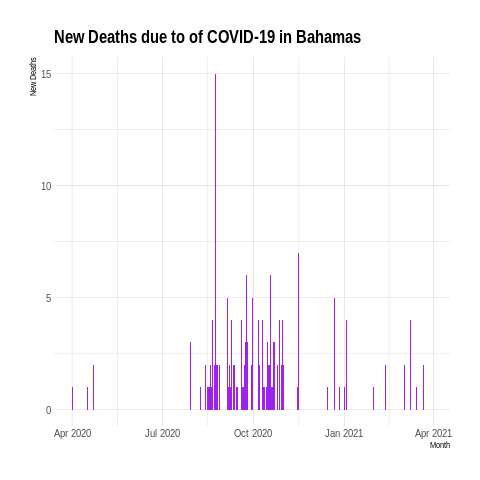 New Deaths due to of COVID-19 in Bahamas
New Deaths
15
10
5
0
Apr 2020 Jul 2020 Oct 2020 Jan 2021 Apr 2021
Month